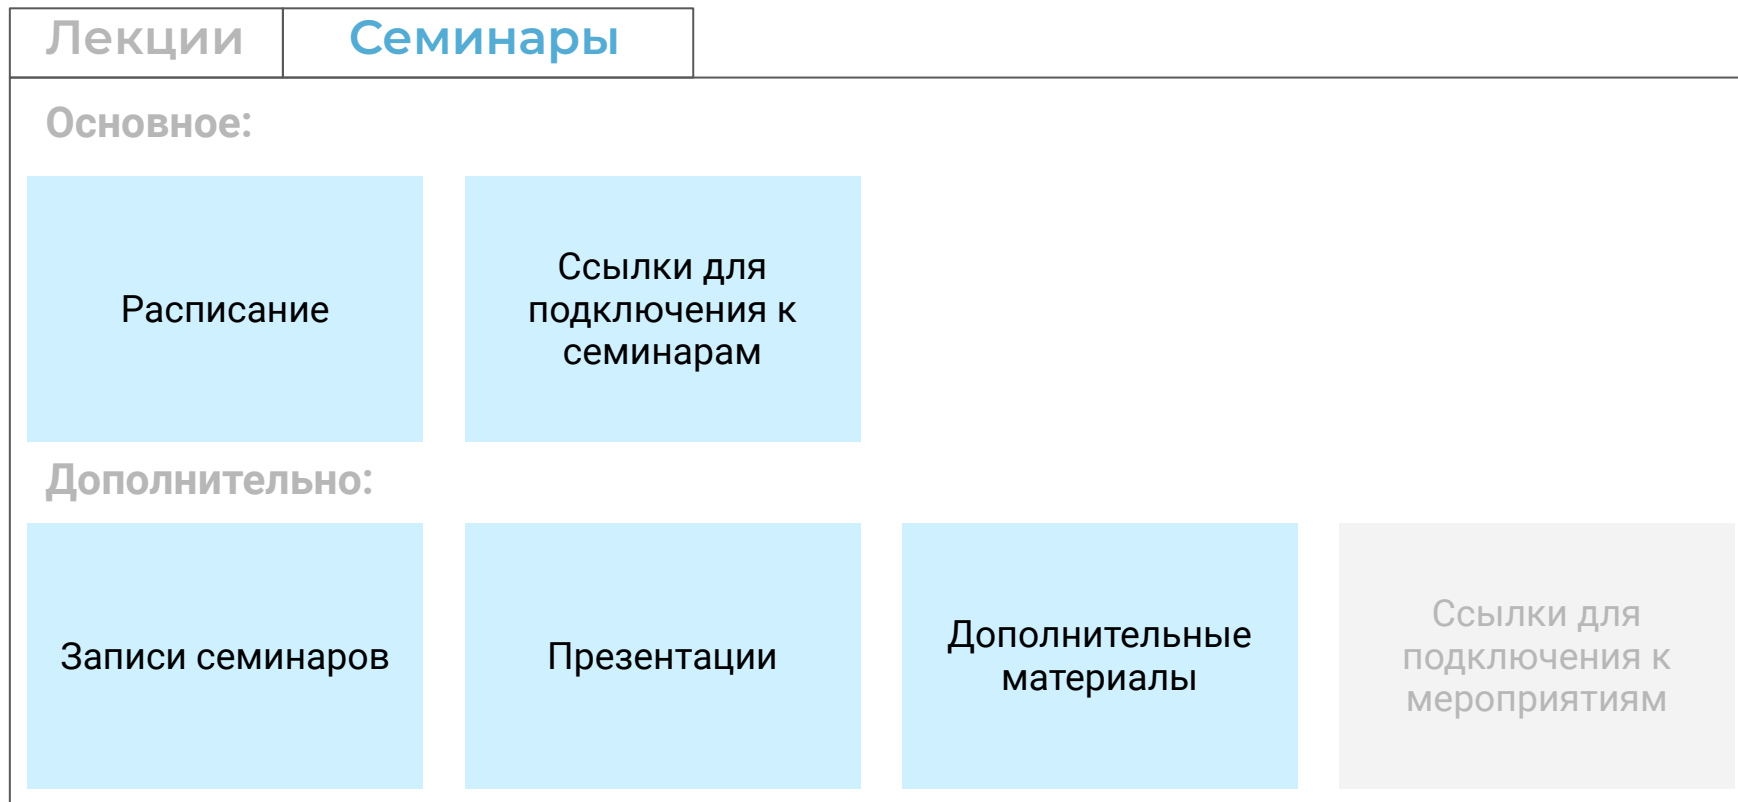 Лекции
Семинары
Основное:
Расписание
Ссылки для
подключения к
семинарам
Дополнительно:
Записи семинаров
Презентации
Дополнительные
материалы
Ссылки для
подключения к
мероприятиям